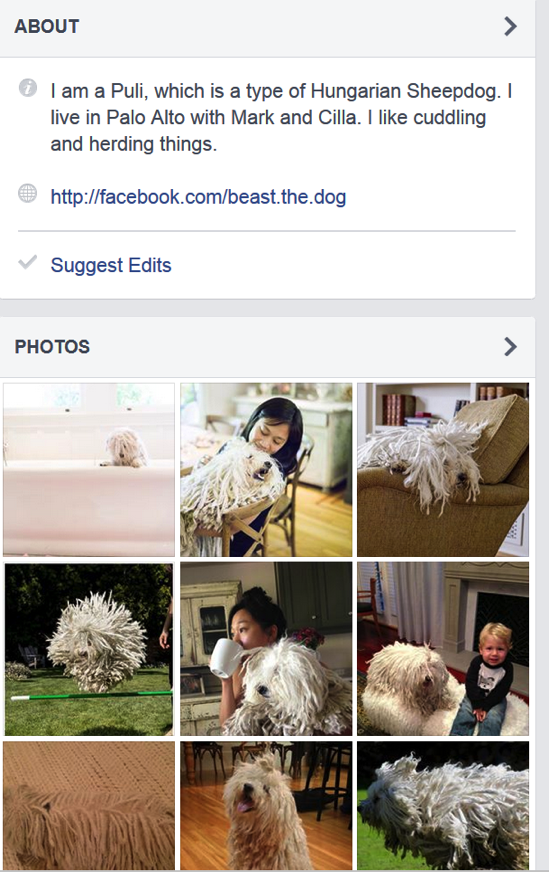 ABOUT
I am a Puli, which is a type of Hungarian Sheepdog. I
live in Palo Alto with Mark and Cilla. I like cuddling
and herding things.
http://facebook.com/beast.the.dog
Suggest Edits
PHOTOS